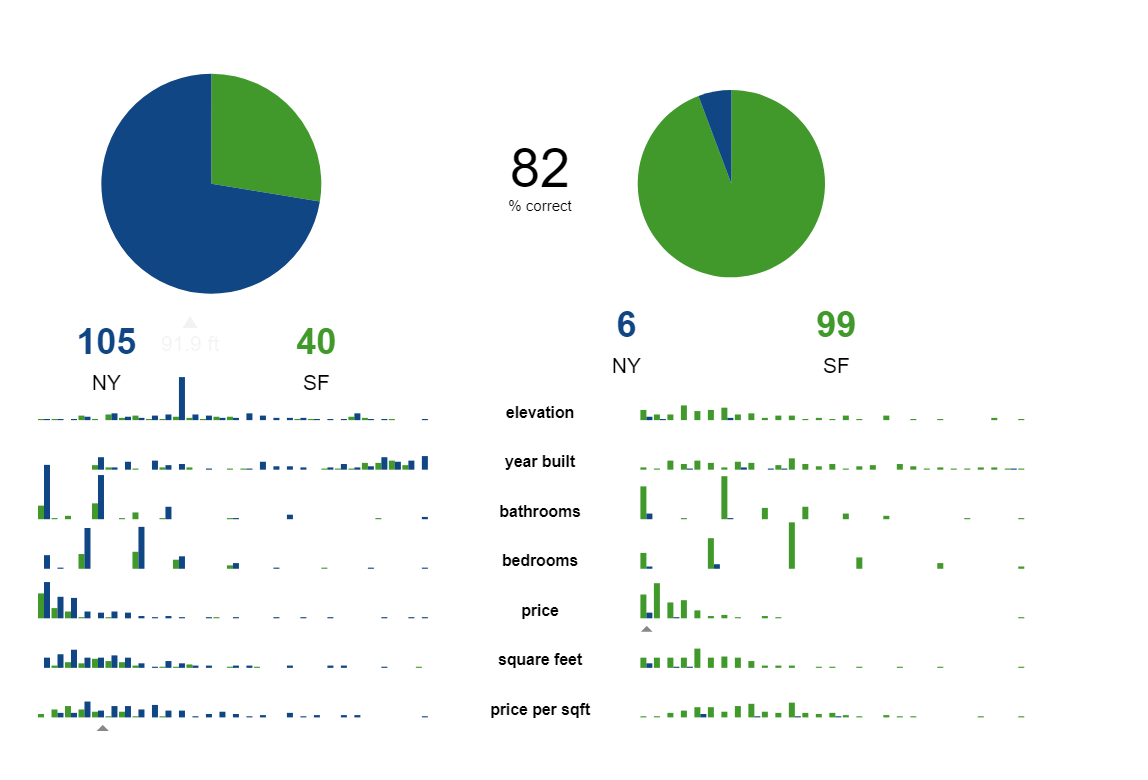 82
% correct
105
91.9 ft
40
6
99
NY
SF
NY
SF
elevation
year built
bathrooms
bedrooms
price
square feet
price per sqft